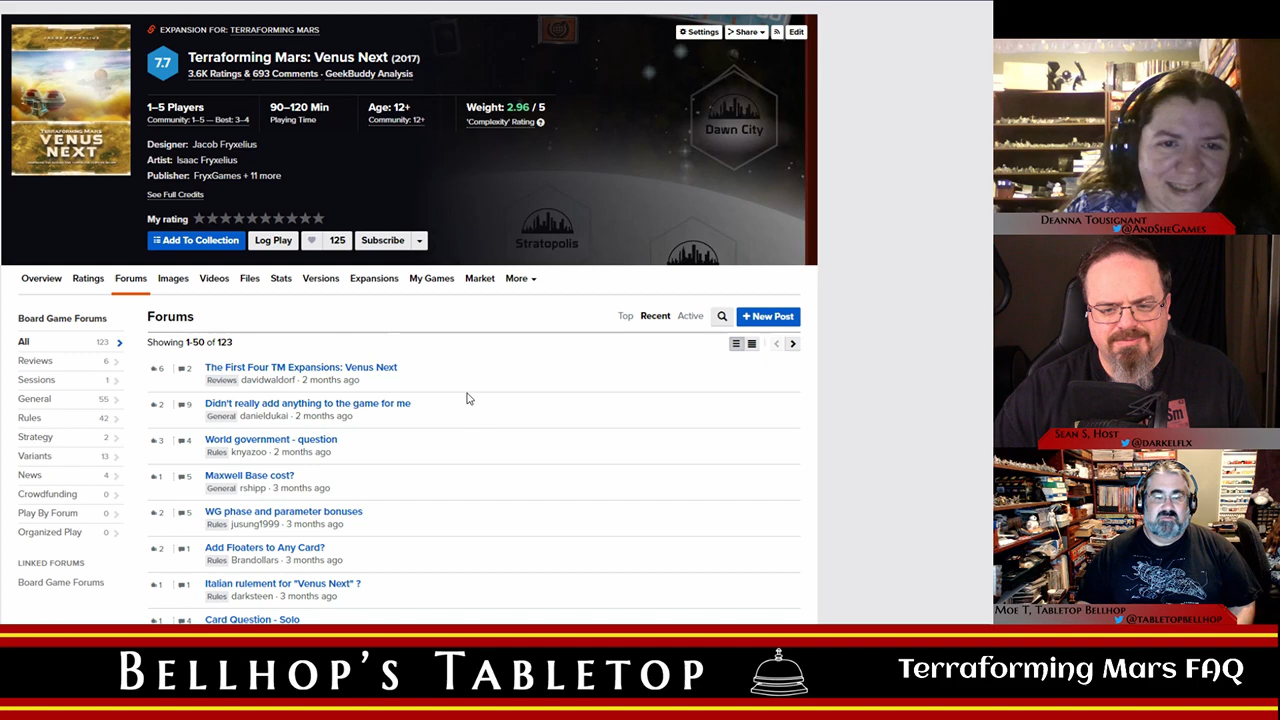 EXPANSION FOR: TERRAFORMING MARS
Settings
Share
Edit
JACOB FRYXELIUS
TERRAFORMING MARS
VENUS
NEXT
7.7
Terraforming Mars: Venus Next (2017)
3.6K Ratings & 693 Comments · GeekBuddy Analysis
1–5 Players
Community: 1–5 — Best: 3–4
90–120 Min
Playing Time
Age: 12+
Community: 12+
Weight: 2.96 / 5
'Complexity' Rating
Designer: Jacob Fryxelius
Artist: Isaac Fryxelius
Publisher: FryxGames + 11 more
See Full Credits
My rating
Add To Collection
Log Play
125
Subscribe
Dawn City
Stratopolis
Overview Ratings Forums Images Videos Files Stats Versions Expansions My Games Market More
Board Game Forums
All 123
Reviews 6
Sessions 1
General 55
Rules 42
Strategy 2
Variants 13
News 4
Crowdfunding 0
Play By Forum 0
Organized Play 0
LINKED FORUMS
Board Game Forums
Forums
Top Recent Active
+ New Post
Showing 1-50 of 123
6 2 The First Four TM Expansions: Venus Next
Reviews davidwaldorf · 2 months ago
2 9 Didn't really add anything to the game for me
General danieldukai · 2 months ago
3 4 World government - question
Rules knyazoo · 2 months ago
1 5 Maxwell Base cost?
General rshipp · 3 months ago
2 5 WG phase and parameter bonuses
Rules jusung1999 · 3 months ago
2 1 Add Floaters to Any Card?
Rules Brandollars · 3 months ago
1 1 Italian rulement for "Venus Next" ?
Rules darksteen · 3 months ago
1 4 Card Question - Solo
Deanna Tousignant
@AndSheGames
Sm
Sean S, Host
@DarkElfLX
Moe T, Tabletop Bellhop
@TabletopBellhop
Bellhop's Tabletop
Terraforming Mars FAQ